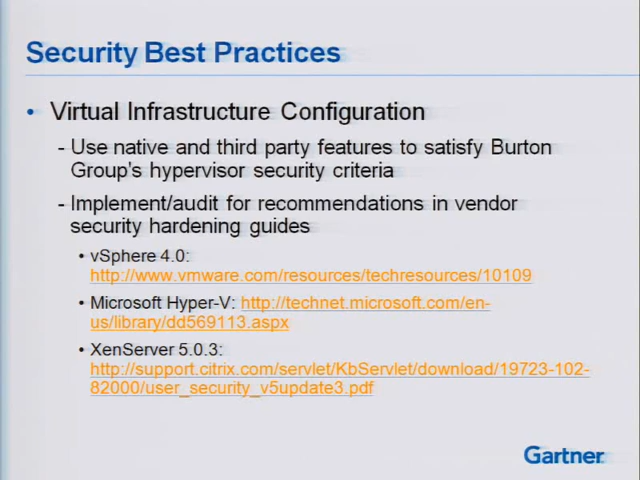 Security Best Practices
• Virtual Infrastructure Configuration
- Use native and third party features to satisfy Burton
Group's hypervisor security criteria
- Implement/audit for recommendations in vendor
security hardening guides
• vSphere 4.0:
http://www.vmware.com/resources/techresources/10109
• Microsoft Hyper-V: http://technet.microsoft.com/en-
us/library/dd569113.aspx
• XenServer 5.0.3:
http://support.citrix.com/servlet/KbServlet/download/19723-102-
82000/user_security_v5update3.pdf
Gartner